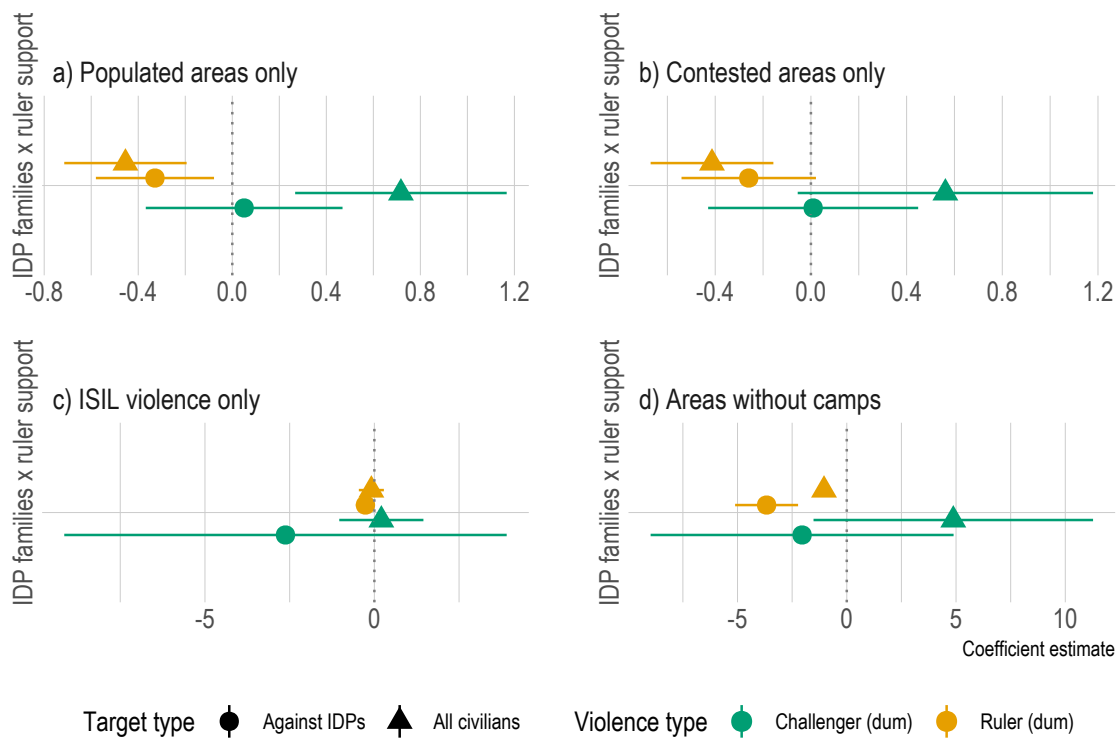 a) Populated areas only
b) Contested areas only
IDP families x ruler support
IDP families x ruler support
-0.8 -0.4 0.0 0.4 0.8 1.2
-0.4 0.0 0.4 0.8 1.2
c) ISIL violence only
d) Areas without camps
IDP families x ruler support
IDP families x ruler support
-5 0
-5 0 5 10
Coefficient estimate
Target type Against IDPs All civilians Violence type Challenger (dum) Ruler (dum)